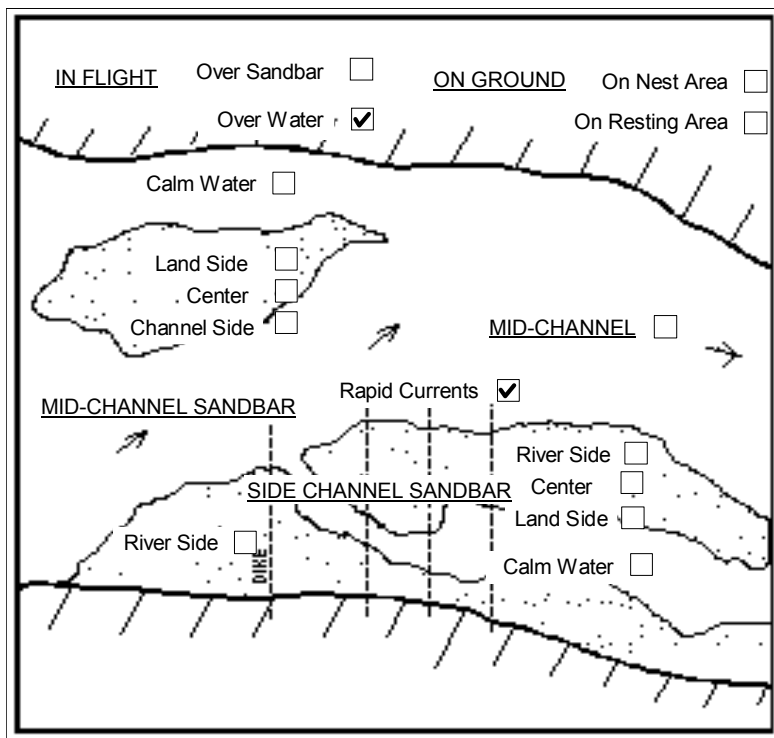 IN FLIGHT Over Sandbar ON GROUND On Nest Area
Over Water On Resting Area
Calm Water
Land Side
Center
Channel Side
MID-CHANNEL
Rapid Currents
MID-CHANNEL SANDBAR
River Side
SIDE CHANNEL SANDBAR Center
Land Side
River Side
DIKE
Calm Water